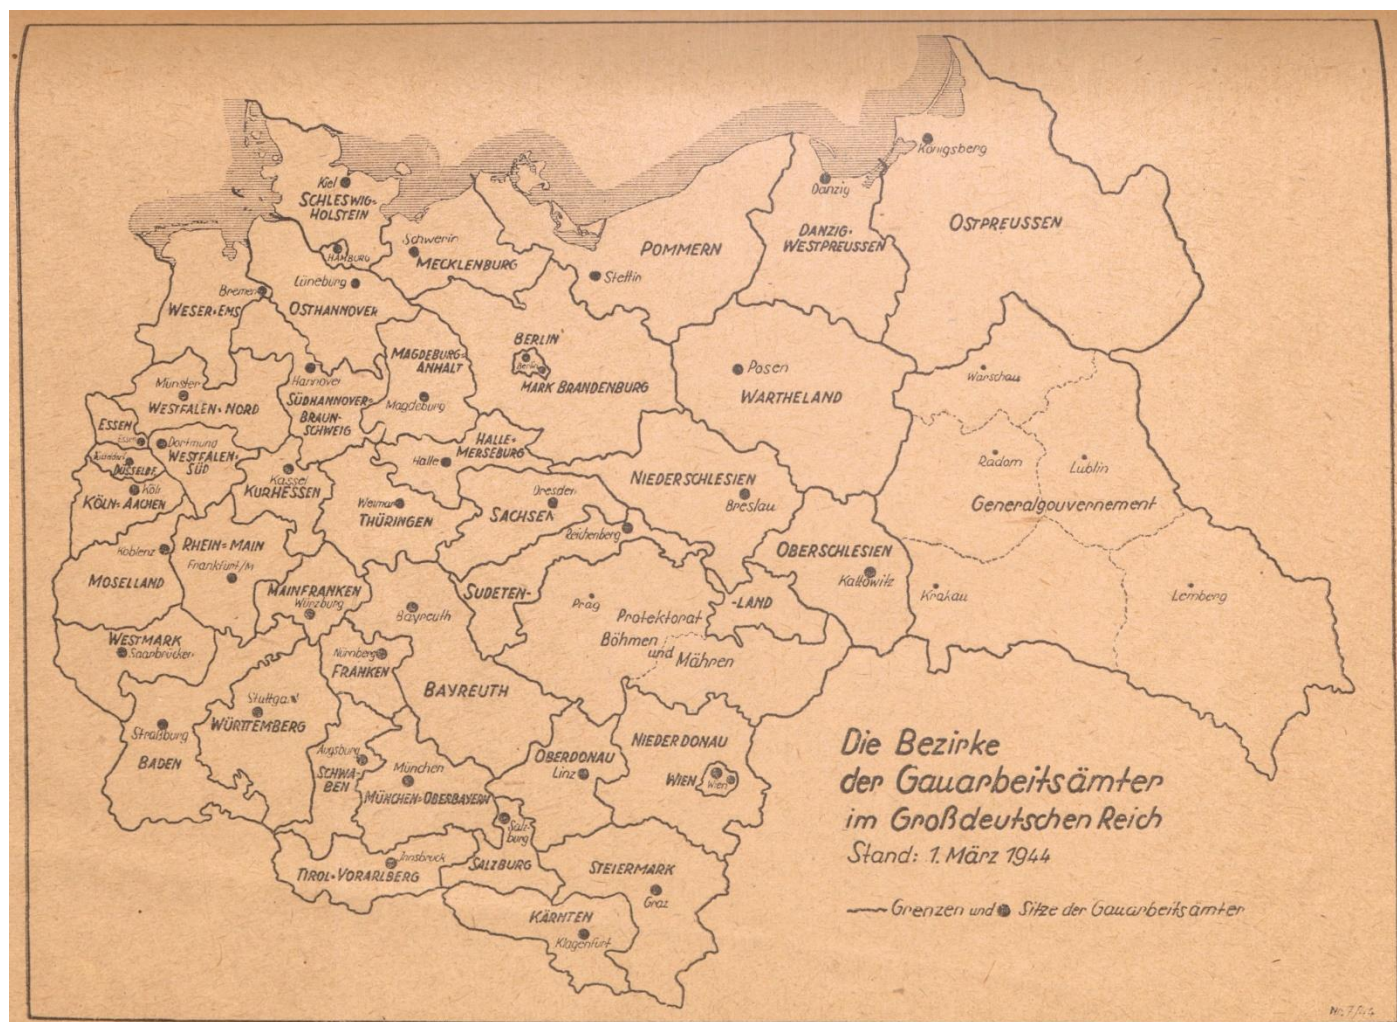 Königsberg
Kiel
SCHLESWIG-
HOLSTEIN
Danzig
OSTPREUSSEN
DANZIG-
WESTPREUSSEN
POMMERN
Schwerin
MECKLENBURG
HAMBURG
Stettin
Lüneburg
Bremen
WESER-EMS
OSTHANNOVER
BERLIN
Berlin
MAGDEBURG-
ANHALT
MARK BRANDENBURG
Posen
WARTHELAND
Warschau
Hannover
Münster
WESTFALEN-NORD
SÜDHANNOVER-
BRAUN-
SCHWEIG
Magdeburg
ESSEN
Essen
Dortmund
WESTFALEN-
SÜD
HALLE-
MERSEBURG
Halle
DÜSSELDF.
Köln
KÖLN-AACHEN
Kassel
KURHESSEN
NIEDERSCHLESIEN
Breslau
Radom
Lublin
Generalgouvernement
Weimar
THÜRINGEN
Dresden
SACHSEN
Reichenberg
Koblenz
RHEIN=MAIN
Frankfurt/M
MOSELLAND
OBERSCHLESIEN
Kattowitz
Krakau
Lemberg
MAINFRANKEN
Würzburg
Bayreuth
SUDETEN-
-LAND
Prag
Protektorat
Böhmen
und
Mähren
WESTMARK
Saarbrücken
Nürnberg
FRANKEN
BAYREUTH
Stuttgart
WÜRTTEMBERG
Straßburg
BADEN
Augsburg
SCHWA-
BEN
München
MÜNCHEN-OBERBAYERN
OBERDONAU
Linz
NIEDERDONAU
WIEN
Wien
Salz-
burg
SALZBURG
Innsbruck
TIROL-VORARLBERG
STEIERMARK
Graz
KÄRNTEN
Klagenfurt
Die Bezirke
der Gauarbeitsämter
im Großdeutschen Reich
Stand: 1. März 1944
Grenzen und Sitze der Gauarbeitsämter